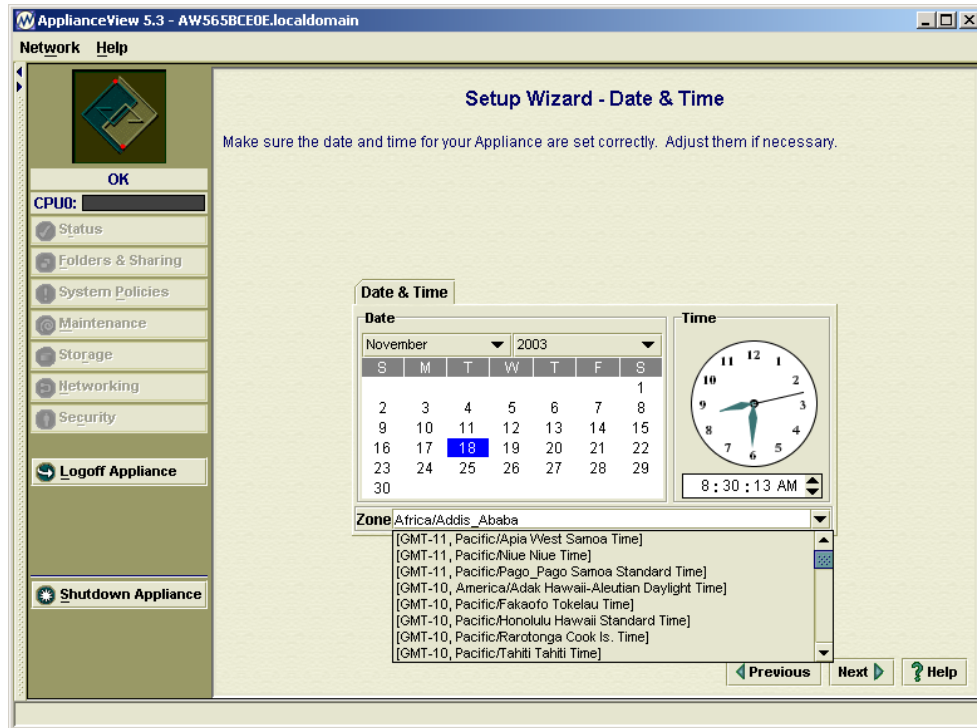 ApplianceView 5.3 - AW565BCE0E.localdomain
Network Help
OK
CPU0:
Status
Folders & Sharing
System Policies
Maintenance
Storage
Networking
Security
Logoff Appliance
Shutdown Appliance
Setup Wizard - Date & Time
Make sure the date and time for your Appliance are set correctly. Adjust them if necessary.
Date & Time
Date
November 2003
S M T W T F S
1
2 3 4 5 6 7 8
9 10 11 12 13 14 15
16 17 18 19 20 21 22
23 24 25 26 27 28 29
30
Time
12 1 2 3 4 5 6 7 8 9 10 11
8:30:13 AM
Zone Africa/Addis_Ababa
[GMT-11, Pacific/Apia West Samoa Time]
[GMT-11, Pacific/Niue Niue Time]
[GMT-11, Pacific/Pago_Pago Samoa Standard Time]
[GMT-10, America/Adak Hawaii-Aleutian Daylight Time]
[GMT-10, Pacific/Fakaofo Tokelau Time]
[GMT-10, Pacific/Honolulu Hawaii Standard Time]
[GMT-10, Pacific/Rarotonga Cook Is. Time]
[GMT-10, Pacific/Tahiti Tahiti Time]
Previous Next Help